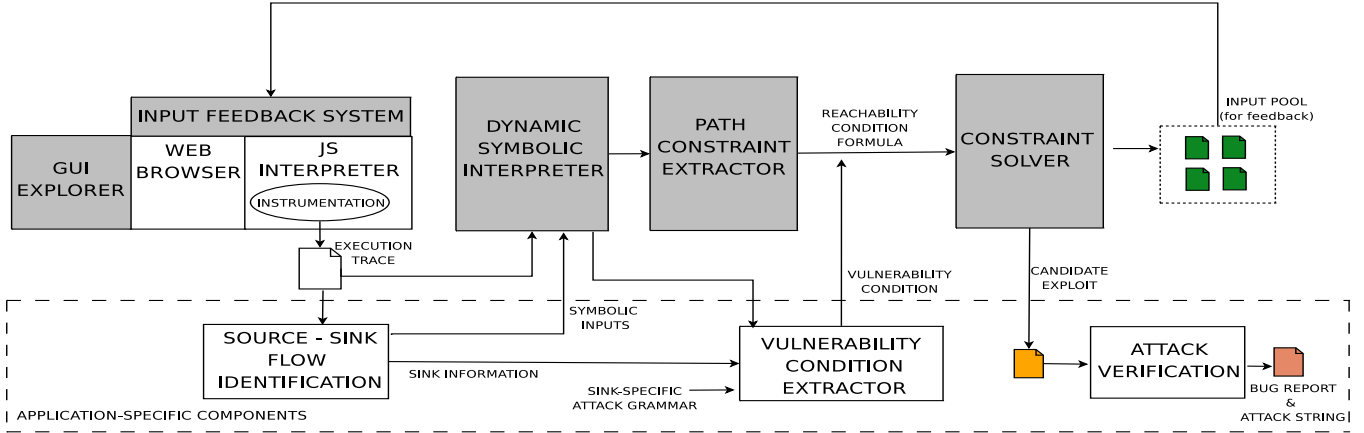 INPUT POOL
(for feedback)
INPUT FEEDBACK SYSTEM
GUI
EXPLORER
WEB
BROWSER
JS
INTERPRETER
INSTRUMENTATION
DYNAMIC
SYMBOLIC
INTERPRETER
PATH
CONSTRAINT
EXTRACTOR
REACHABILITY
CONDITION
FORMULA
CONSTRAINT
SOLVER
EXECUTION
TRACE
SYMBOLIC
INPUTS
VULNERABILITY
CONDITION
CANDIDATE
EXPLOIT
SOURCE - SINK
FLOW
IDENTIFICATION
SINK INFORMATION
SINK-SPECIFIC
ATTACK GRAMMAR
VULNERABILITY
CONDITION
EXTRACTOR
ATTACK
VERIFICATION
BUG REPORT
&
ATTACK STRING
APPLICATION-SPECIFIC COMPONENTS